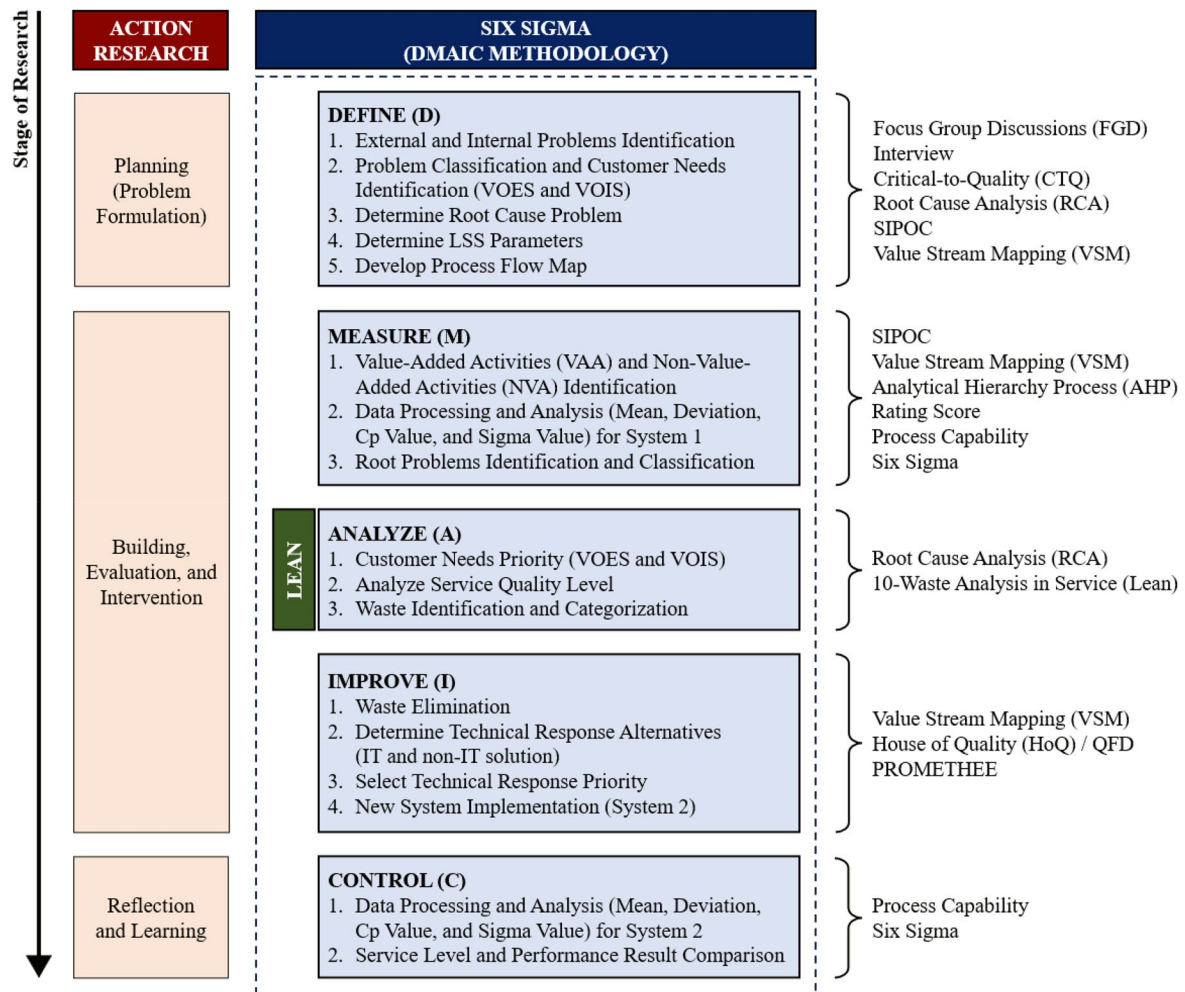 Stage of Research
ACTION
RESEARCH
SIX SIGMA
(DMAIC METHODOLOGY)
Planning
(Problem
Formulation)
DEFINE (D)
1. External and Internal Problems Identification
2. Problem Classification and Customer Needs
Identification (VOES and VOIS)
3. Determine Root Cause Problem
4. Determine LSS Parameters
5. Develop Process Flow Map
Focus Group Discussions (FGD)
Interview
Critical-to-Quality (CTQ)
Root Cause Analysis (RCA)
SIPOC
Value Stream Mapping (VSM)
Building,
Evaluation, and
Intervention
MEASURE (M)
1. Value-Added Activities (VAA) and Non-Value-
Added Activities (NVA) Identification
2. Data Processing and Analysis (Mean, Deviation,
Cp Value, and Sigma Value) for System 1
3. Root Problems Identification and Classification
SIPOC
Value Stream Mapping (VSM)
Analytical Hierarchy Process (AHP)
Rating Score
Process Capability
Six Sigma
LEAN
ANALYZE (A)
1. Customer Needs Priority (VOES and VOIS)
2. Analyze Service Quality Level
3. Waste Identification and Categorization
Root Cause Analysis (RCA)
10-Waste Analysis in Service (Lean)
IMPROVE (I)
1. Waste Elimination
2. Determine Technical Response Alternatives
(IT and non-IT solution)
3. Select Technical Response Priority
4. New System Implementation (System 2)
Value Stream Mapping (VSM)
House of Quality (HoQ) / QFD
PROMETHEE
Reflection
and Learning
CONTROL (C)
1. Data Processing and Analysis (Mean, Deviation,
Cp Value, and Sigma Value) for System 2
2. Service Level and Performance Result Comparison
Process Capability
Six Sigma